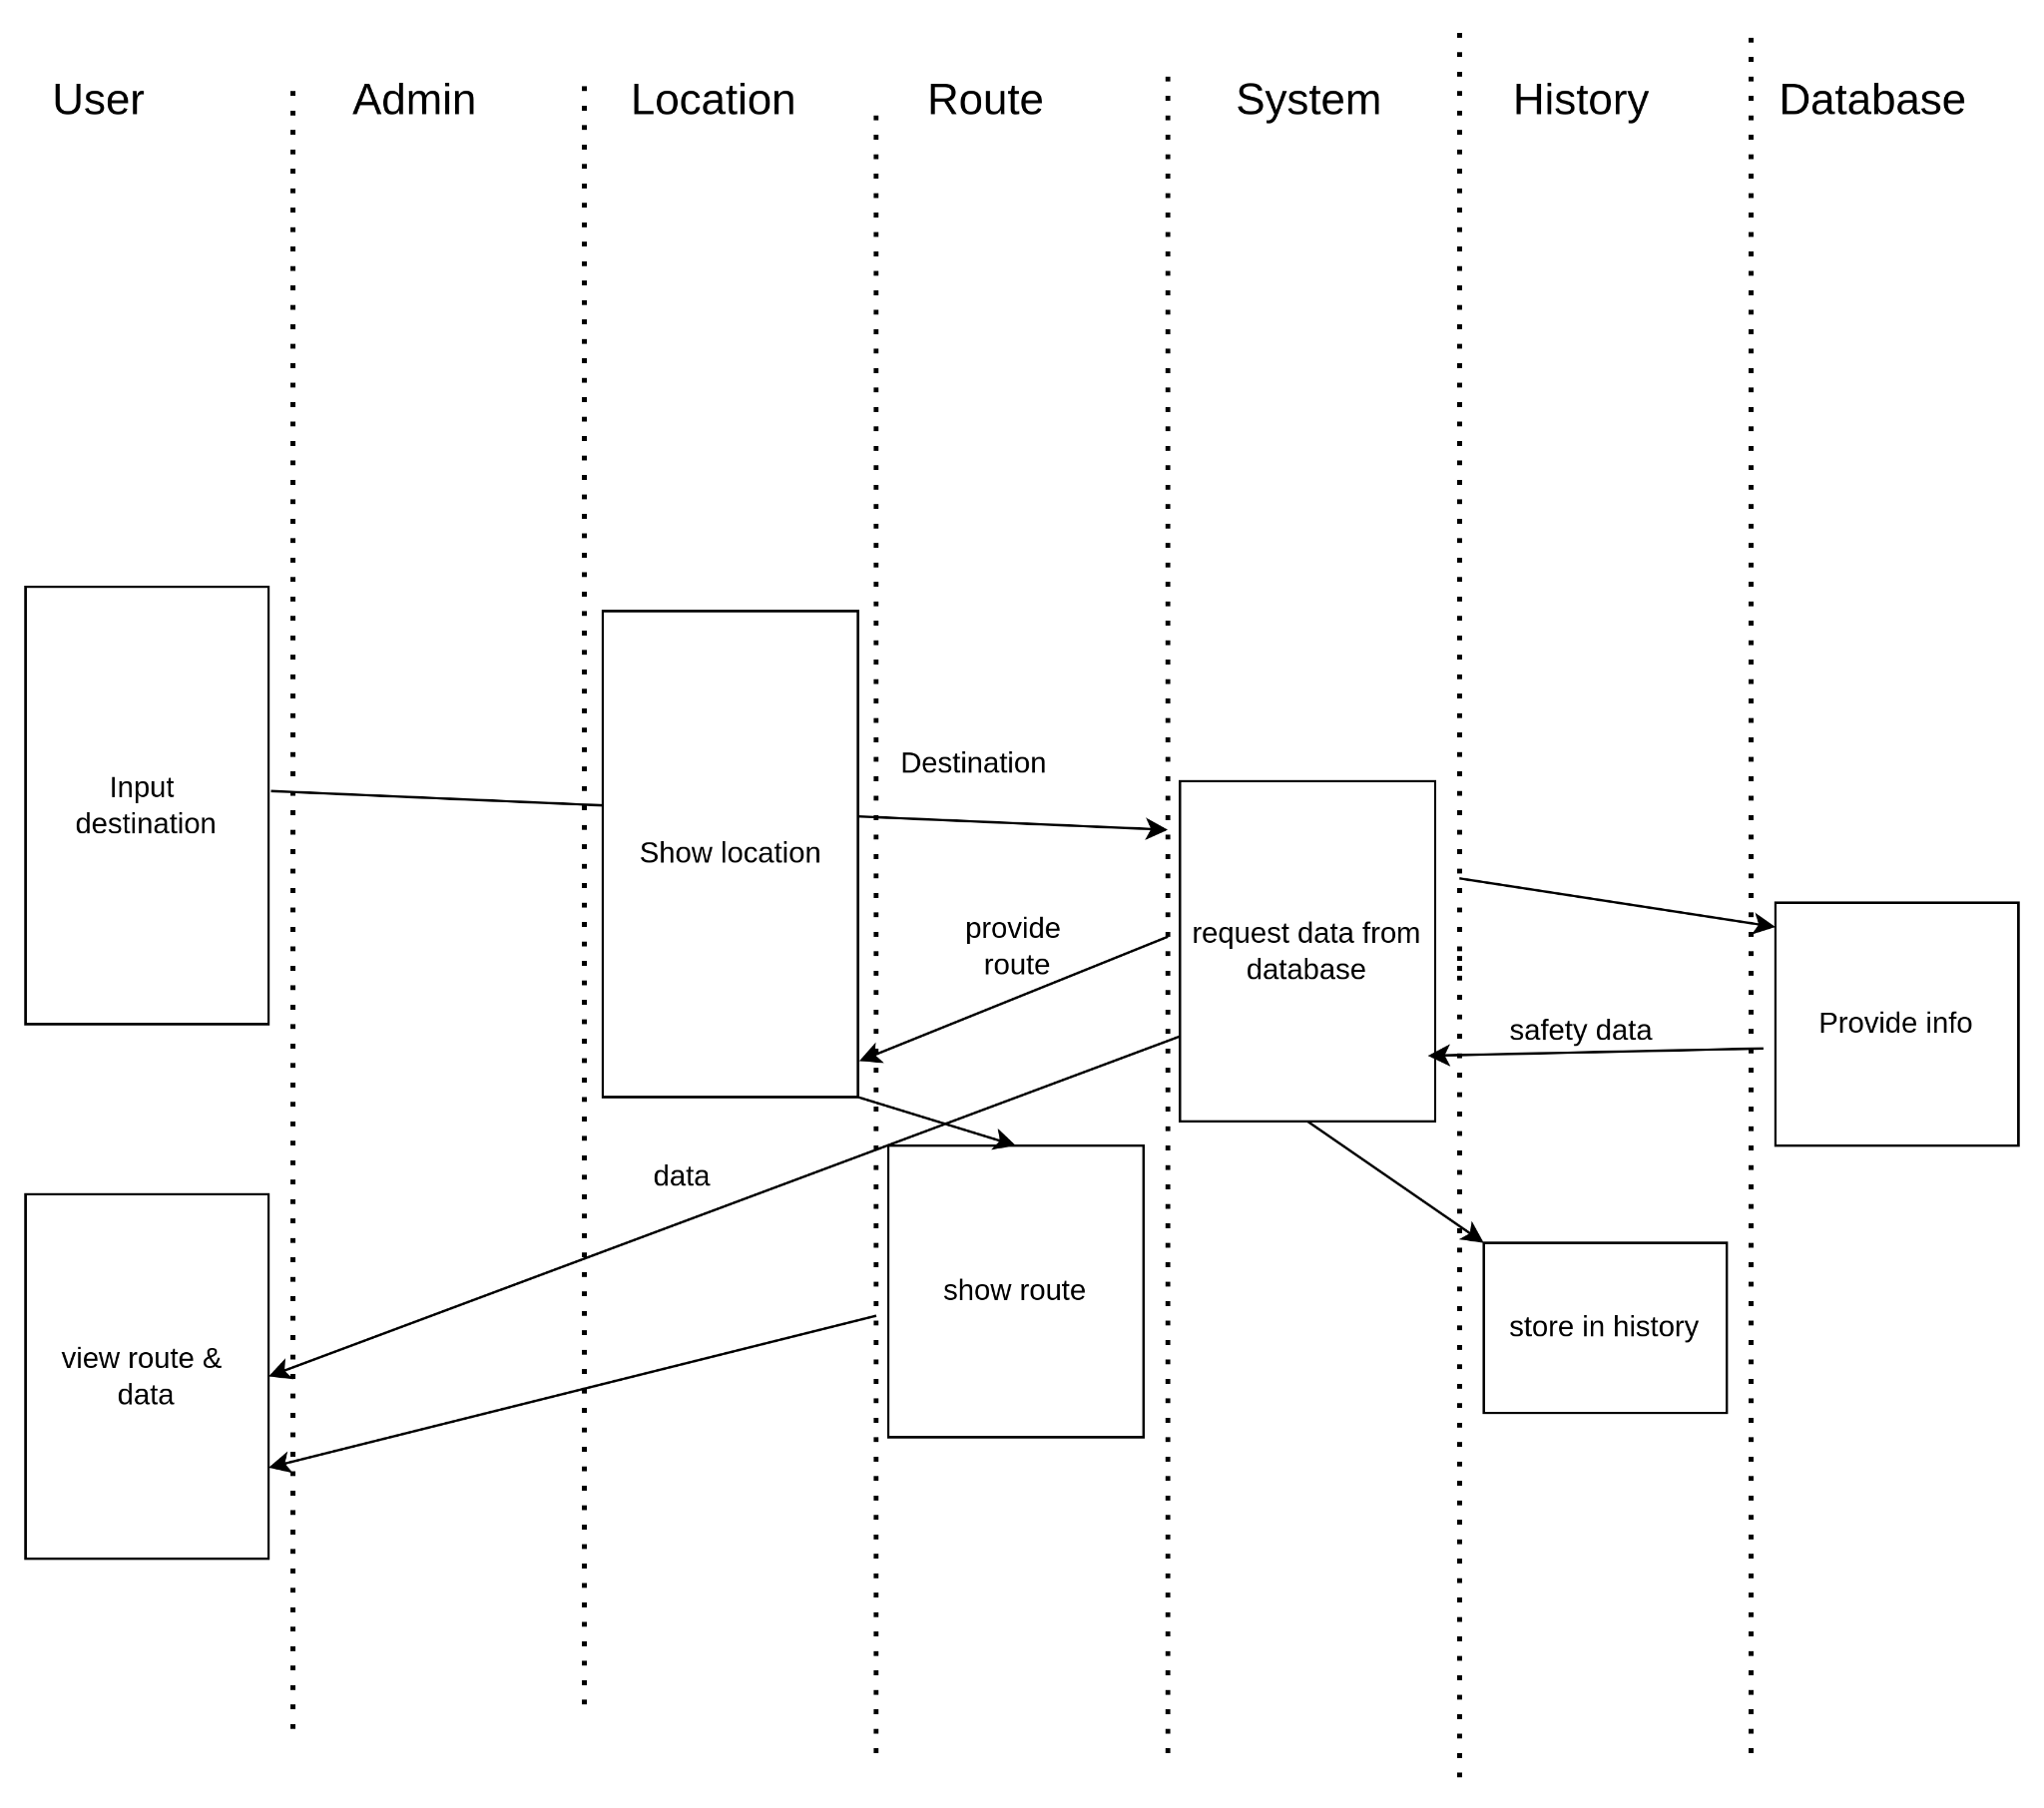 User
Admin
Location
Route
System
History
Database
Input
destination
Show location
Destination
provide
route
request data from
database
safety data
Provide info
data
show route
store in history
view route &
data